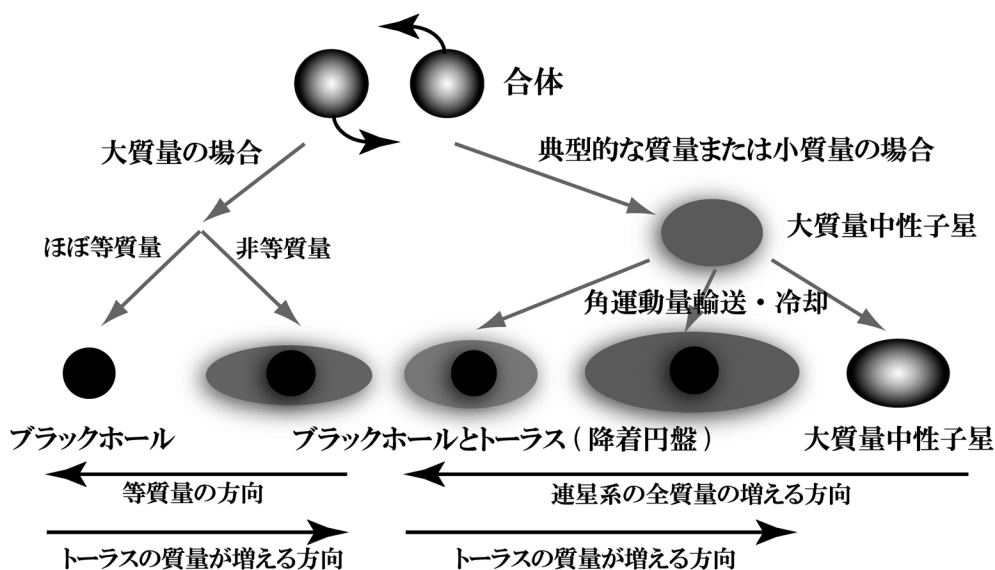 合体
大質量の場合
典型的な質量または小質量の場合
大質量中性子星
ほぼ等質量
非等質量
角運動量輸送・冷却
ブラックホール
ブラックホールとトーラス(降着円盤)
大質量中性子星
等質量の方向
連星系の全質量の増える方向
トーラスの質量が増える方向
トーラスの質量が増える方向